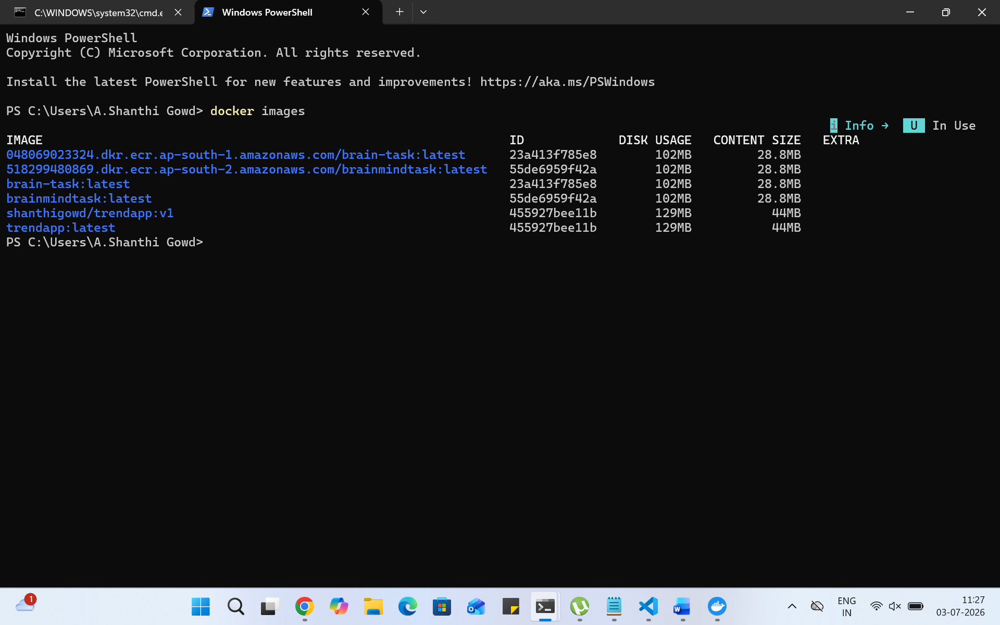 C:\WINDOWS\system32\cmd.e
Windows PowerShell
Windows PowerShell
Copyright (C) Microsoft Corporation. All rights reserved.
Install the latest PowerShell for new features and improvements! https://aka.ms/PSWindows
PS C:\Users\A.Shanthi Gowd> docker images
i Info → U In Use
IMAGE ID DISK USAGE CONTENT SIZE EXTRA
048069023324.dkr.ecr.ap-south-1.amazonaws.com/brain-task:latest 23a413f785e8 102MB 28.8MB
518299480869.dkr.ecr.ap-south-2.amazonaws.com/brainmindtask:latest 55de6959f42a 102MB 28.8MB
brain-task:latest 23a413f785e8 102MB 28.8MB
brainmindtask:latest 55de6959f42a 102MB 28.8MB
shanthigowd/trendapp:v1 455927bee11b 129MB 44MB
trendapp:latest 455927bee11b 129MB 44MB
PS C:\Users\A.Shanthi Gowd>
1
ENG
IN
11:27
03-07-2026